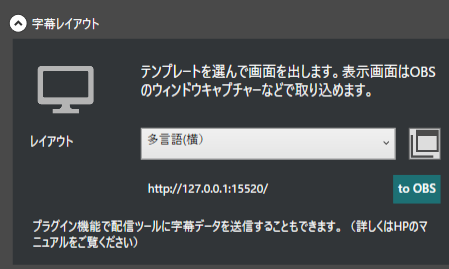 字幕レイアウト
テンプレートを選んで画面を出します。表示画面はOBS
のウィンドウキャプチャーなどで取り込めます。
レイアウト
多言語(横)
http://127.0.0.1:15520/
to OBS
プラグイン機能で配信ツールに字幕データを送信することもできます。（詳しくはHPのマ
ニュアルをご覧ください）